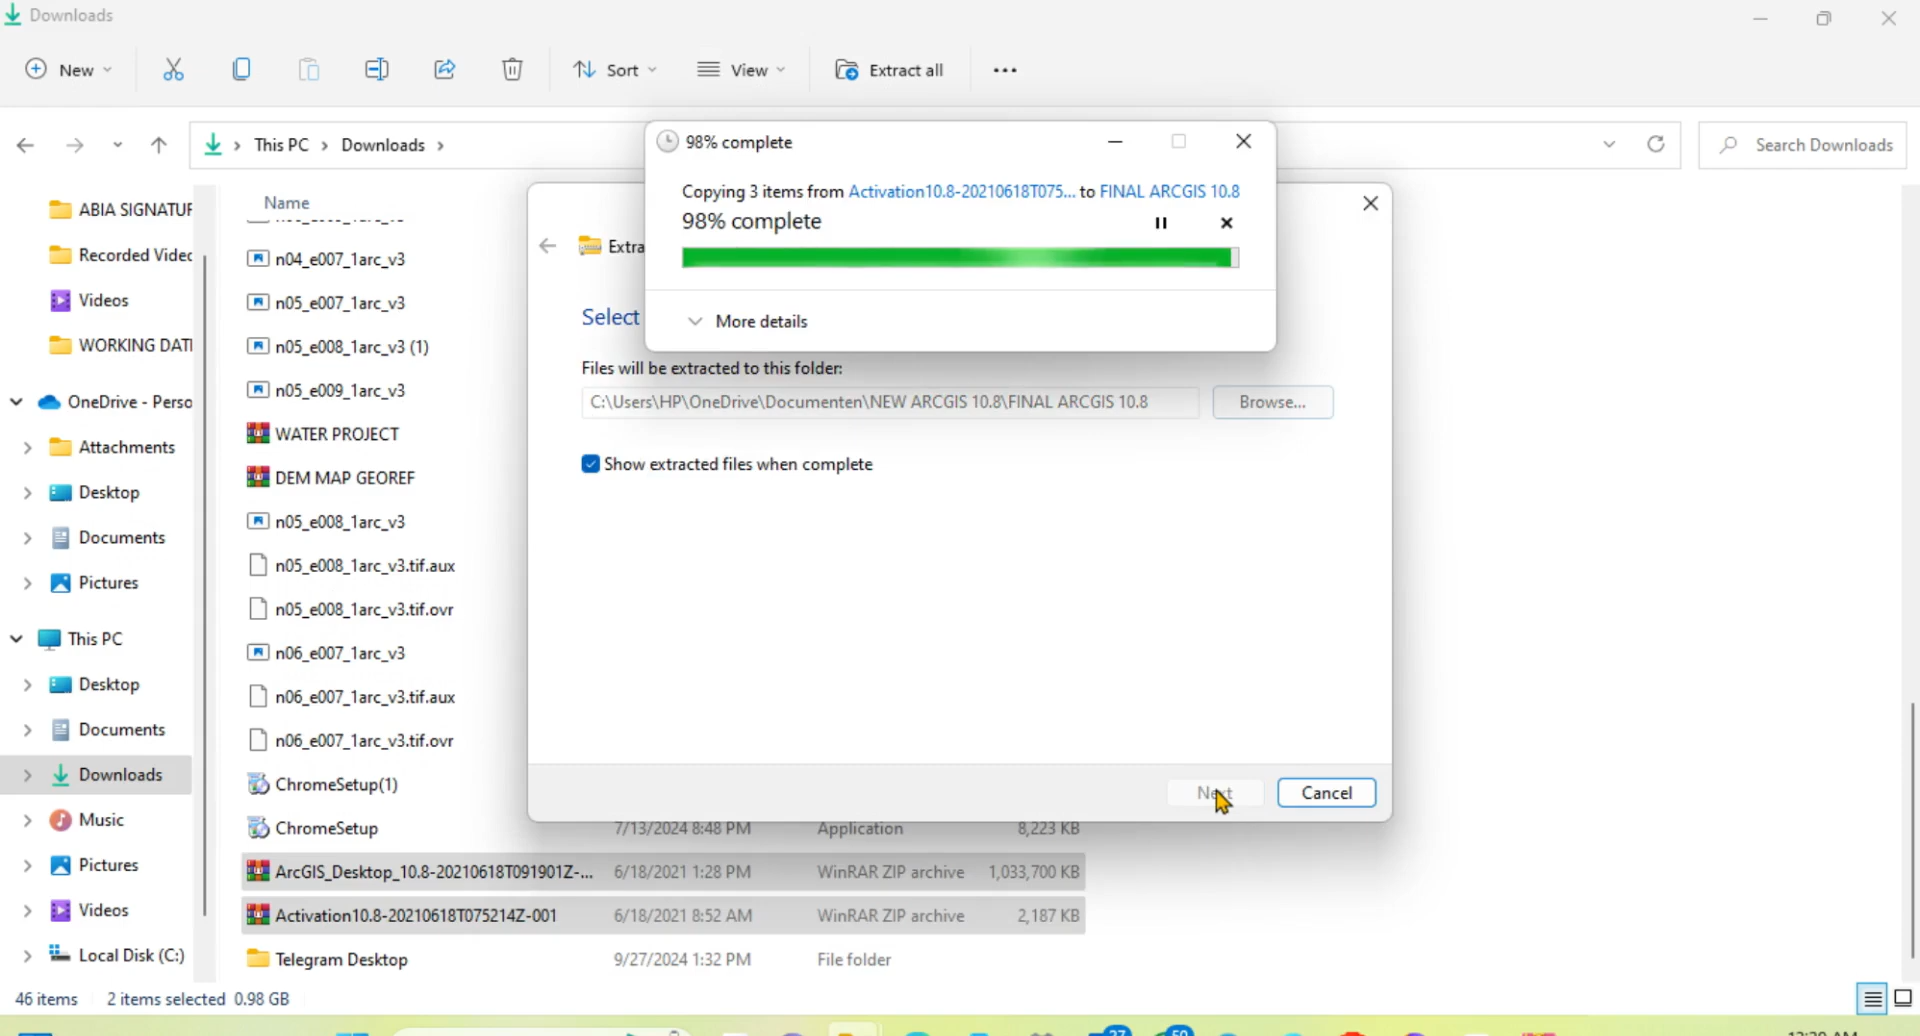 Downloads
New
Sort
View
Extract all
This PC
Downloads
Search Downloads
98% complete
Copying 3 items from Activation10.8-20210618T075... to FINAL ARCGIS 10.8
98% complete
More details
Extra
Select
Files will be extracted to this folder:
C:\Users\HP\OneDrive\Documenten\NEW ARCGIS 10.8\FINAL ARCGIS 10.8
Browse...
Show extracted files when complete
Next
Cancel
ABIA SIGNATUR
Recorded Videc
Videos
WORKING DATI
OneDrive - Perso
Attachments
Desktop
Documents
Pictures
This PC
Desktop
Documents
Downloads
Music
Pictures
Videos
Local Disk (C:)
Name
n04_e007_1arc_v3
n05_e007_1arc_v3
n05_e008_1arc_v3 (1)
n05_e009_1arc_v3
WATER PROJECT
DEM MAP GEOREF
n05_e008_1arc_v3
n05_e008_1arc_v3.tif.aux
n05_e008_1arc_v3.tif.ovr
n06_e007_1arc_v3
n06_e007_1arc_v3.tif.aux
n06_e007_1arc_v3.tif.ovr
ChromeSetup(1)
ChromeSetup 7/13/2024 8:48 PM Application 8,223 KB
ArcGIS_Desktop_10.8-20210618T091901Z-... 6/18/2021 1:28 PM WinRAR ZIP archive 1,033,700 KB
Activation10.8-20210618T075214Z-001 6/18/2021 8:52 AM WinRAR ZIP archive 2,187 KB
Telegram Desktop 9/27/2024 1:32 PM File folder
46 items 2 items selected 0.98 GB